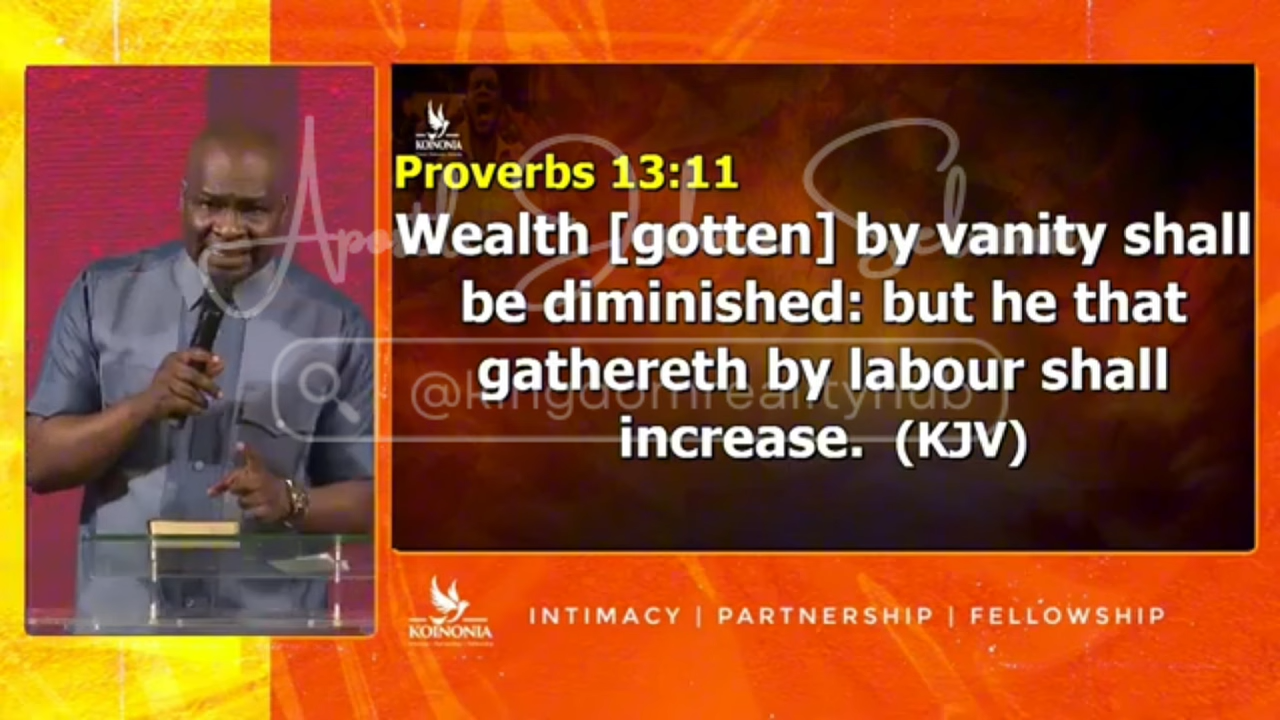 KOINONIA
Proverbs 13:11
Wealth [gotten] by vanity shall
be diminished: but he that
gathereth by labour shall
increase. (KJV)
@kingdomrealityhub
KOINONIA
INTIMACY | PARTNERSHIP | FELLOWSHIP